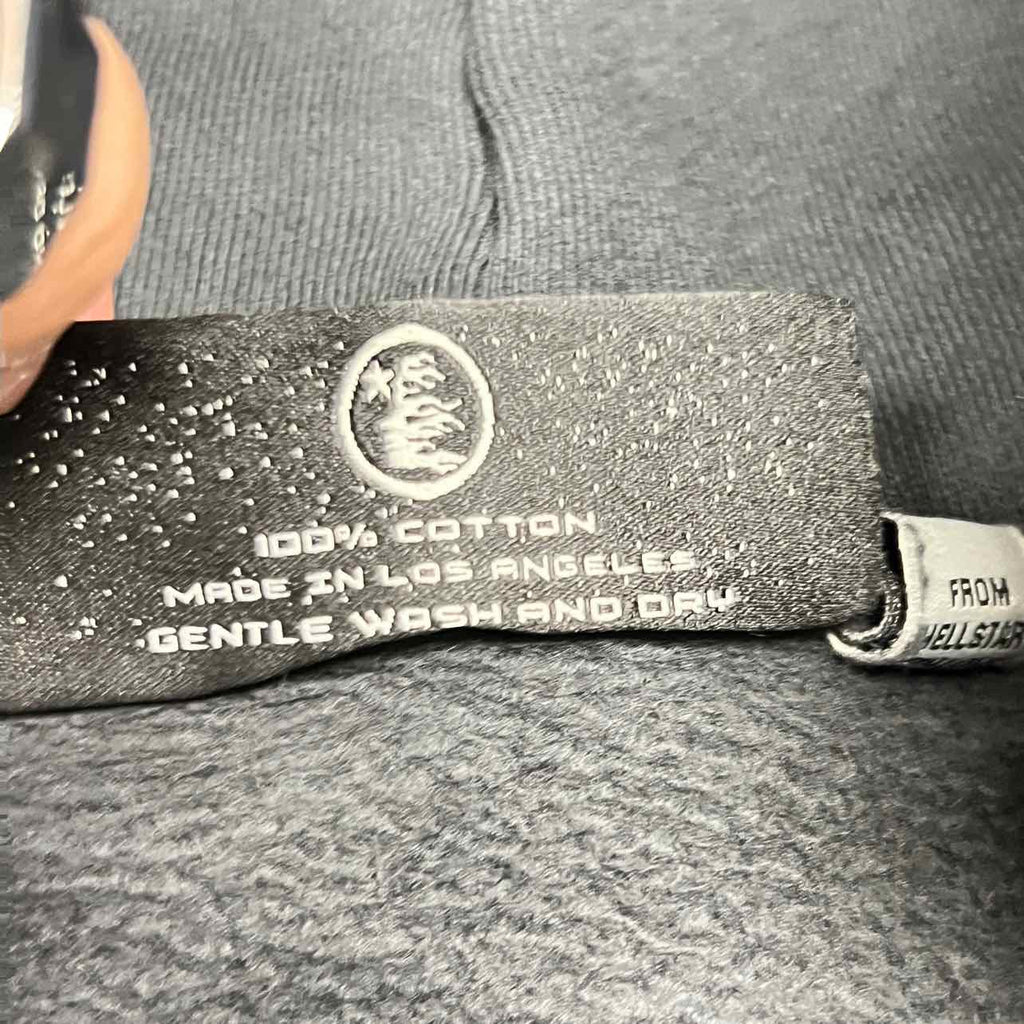 100% COTTON
MADE IN LOS ANGELES
GENTLE WASH AND DRY
FROM
HELLSTAR